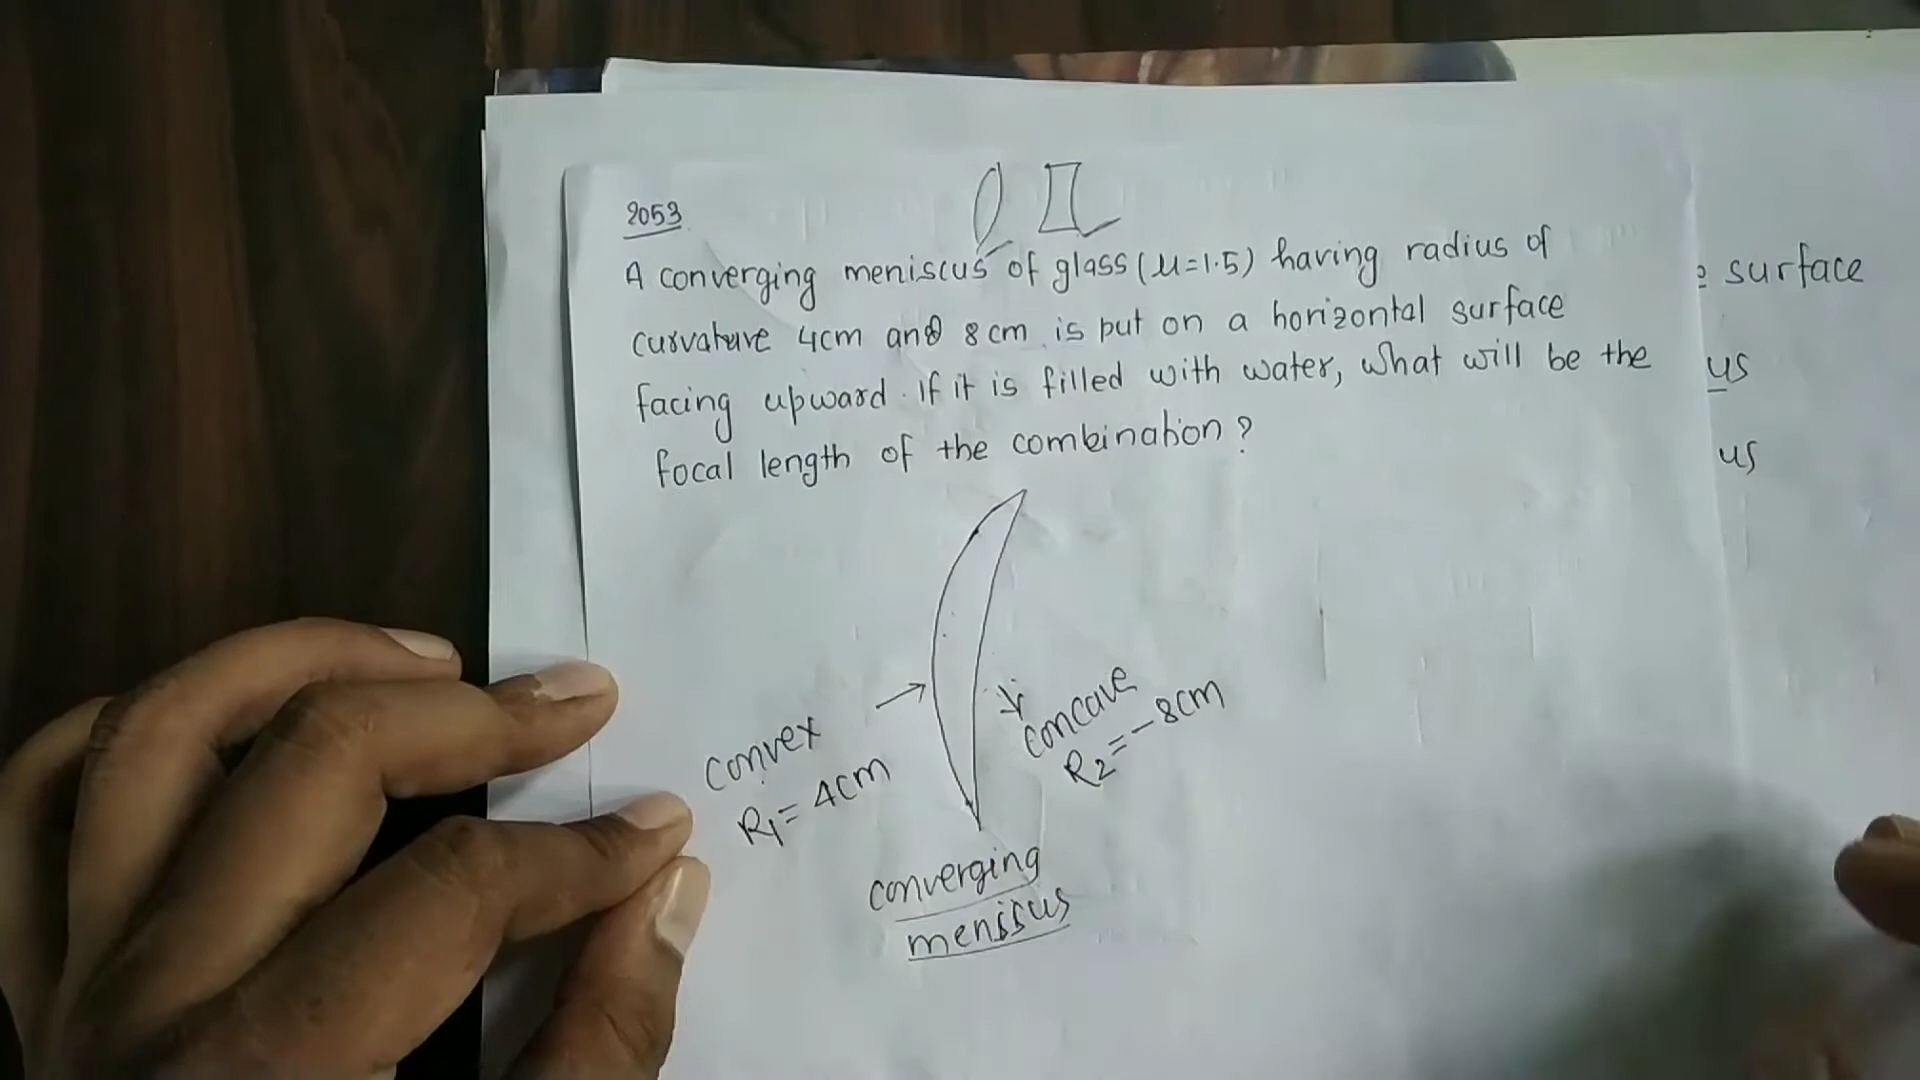 2053
A converging meniscus of glass (μ=1.5) having radius of
curvature 4cm and 8cm is put on a horizontal surface
facing upward. If it is filled with water, what will be the
focal length of the combination?
surface
us
us
convex
R1 = 4cm
concave
R2 = -8cm
converging
menssus